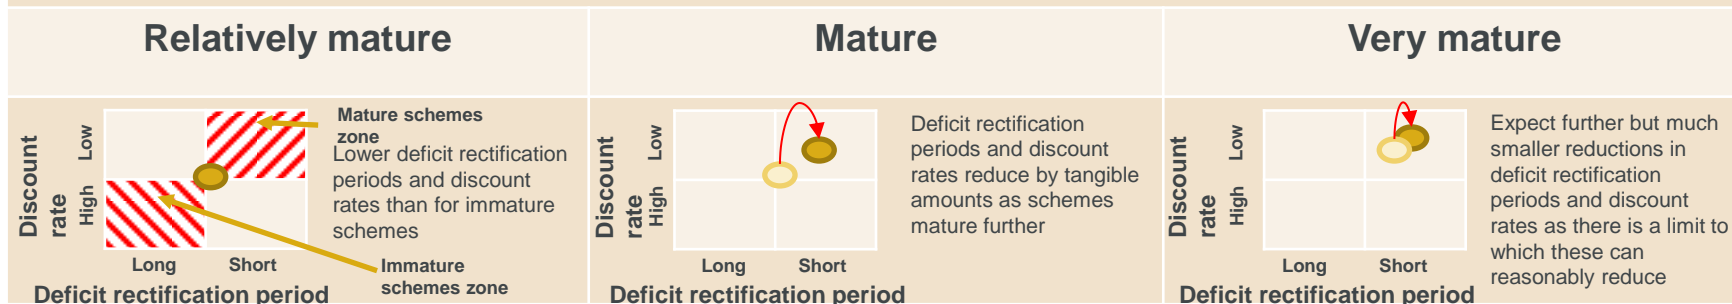 Relatively mature
Mature
Very mature
Discount
rate
Low
High
Long
Short
Deficit rectification period
Mature schemes
zone
Lower deficit rectification
periods and discount
rates than for immature
schemes
Immature
schemes zone
Discount
rate
Low
High
Long
Short
Deficit rectification period
Deficit rectification
periods and discount
rates reduce by tangible
amounts as schemes
mature further
Discount
rate
Low
High
Long
Short
Deficit rectification period
Expect further but much
smaller reductions in
deficit rectification
periods and discount
rates as there is a limit to
which these can
reasonably reduce